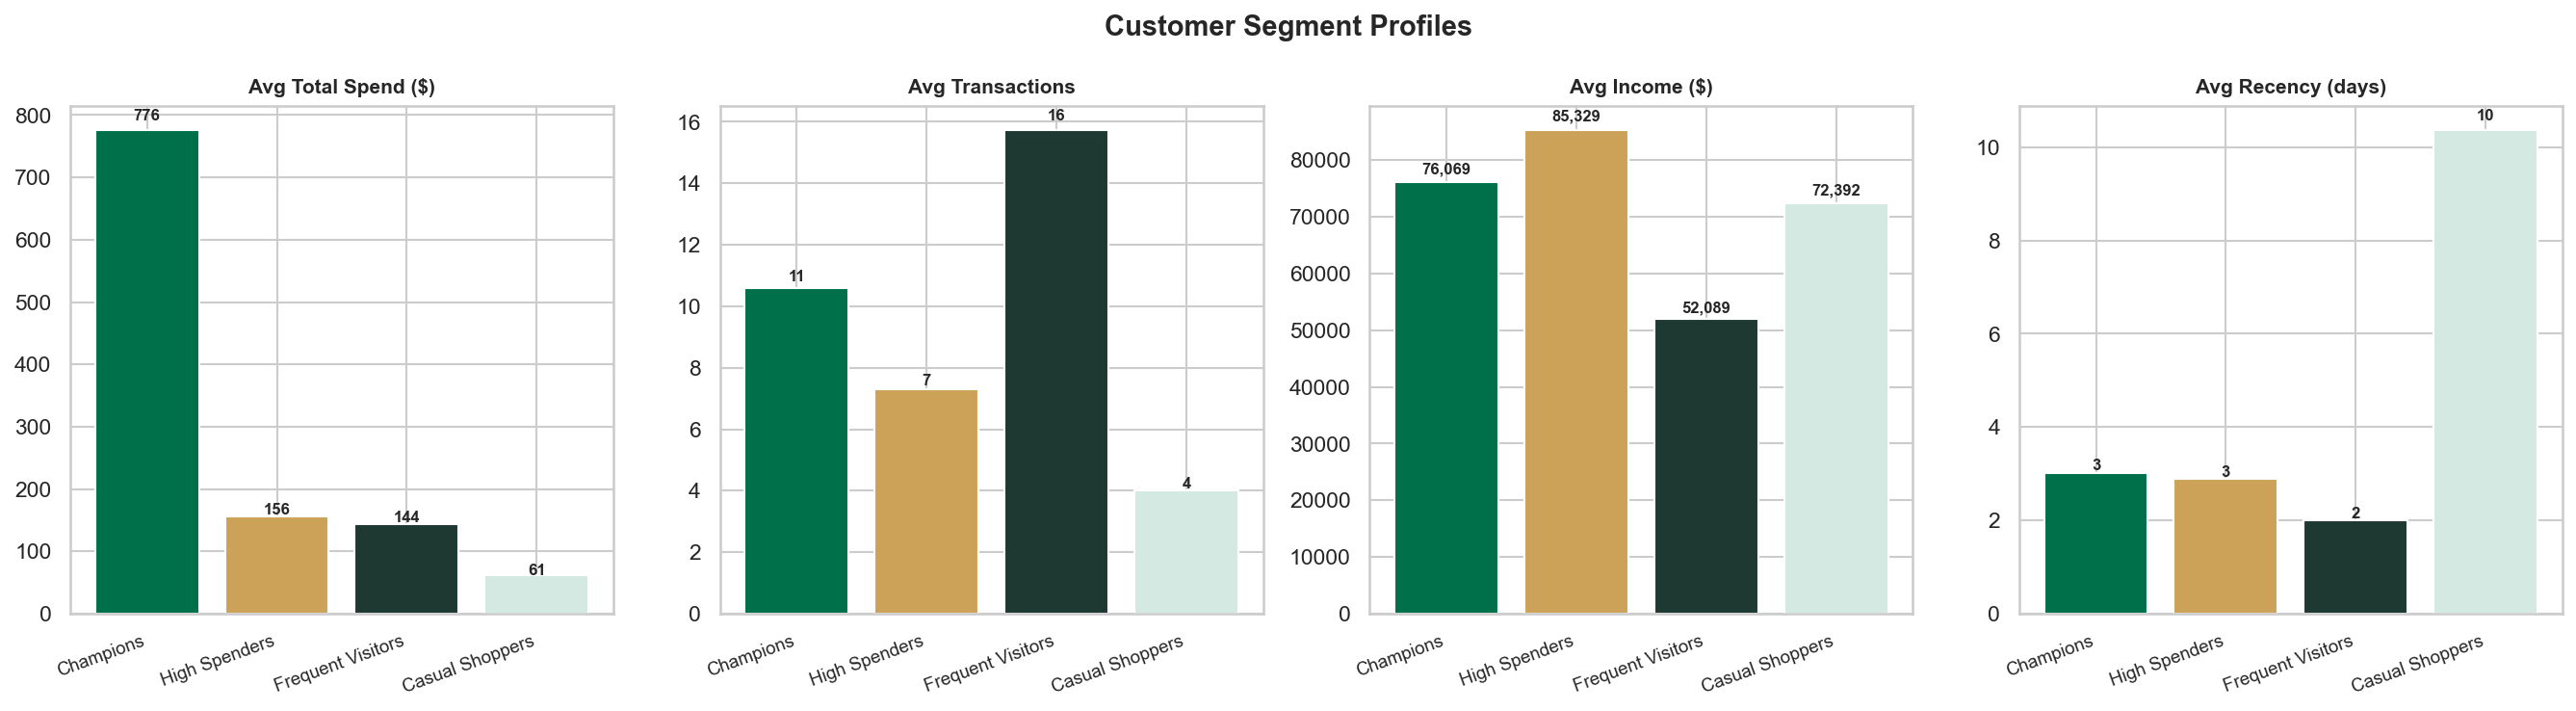 Customer Segment Profiles
Avg Total Spend ($)
800
700
600
500
400
300
200
100
0
776
156
144
61
Champions
High Spenders
Frequent Visitors
Casual Shoppers
Avg Transactions
16
14
12
10
8
6
4
2
0
11
7
16
4
Champions
High Spenders
Frequent Visitors
Casual Shoppers
Avg Income ($)
80000
70000
60000
50000
40000
30000
20000
10000
0
76,069
85,329
52,089
72,392
Champions
High Spenders
Frequent Visitors
Casual Shoppers
Avg Recency (days)
10
8
6
4
2
0
3
3
2
10
Champions
High Spenders
Frequent Visitors
Casual Shoppers